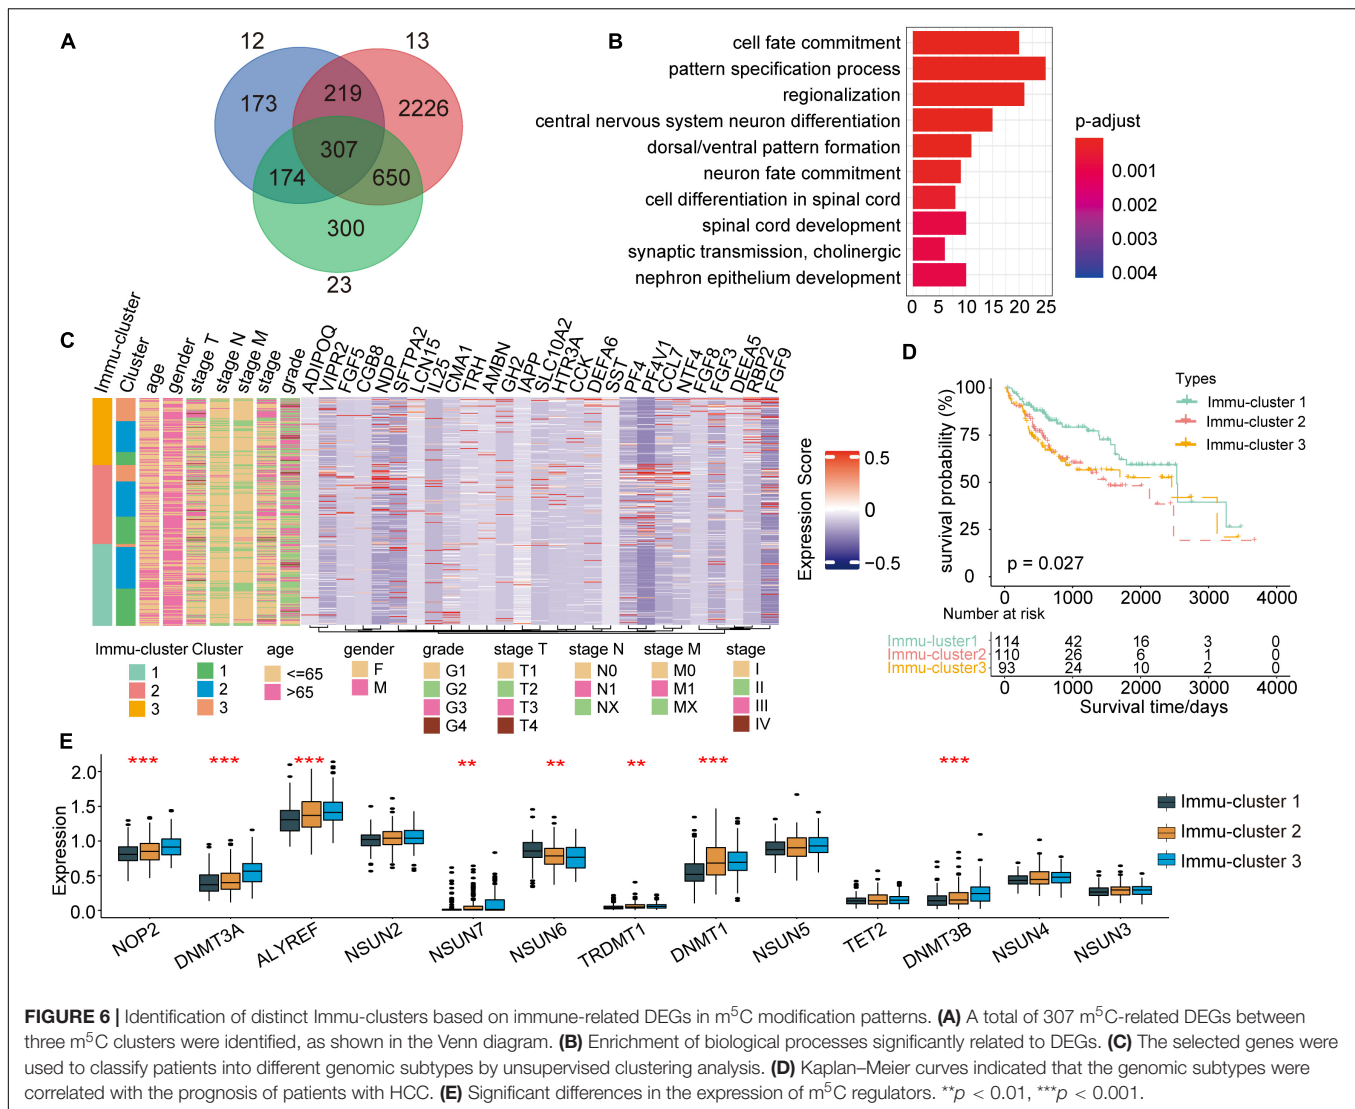 A
12
13
173
219
2226
307
174
650
300
23
B
cell fate commitment
pattern specification process
regionalization
central nervous system neuron differentiation
dorsal/ventral pattern formation
neuron fate commitment
cell differentiation in spinal cord
spinal cord development
synaptic transmission, cholinergic
nephron epithelium development
0 5 10 15 20 25
p-adjust
0.001
0.002
0.003
0.004
C
Immu-cluster Cluster age gender stage T stage N stage M stage grade ADIPOQ VIPR2 FGF5 CGB8 NDP SFTPA2 LCN15 IL25 CMA1 TRH AMBN GH2 IAPP SLC10A2 HTR3A CCK DEFA6 SST PF4 PF4V1 CCL7 NTF4 FGF8 FGF3 DEEA5 RBP2 FGF9
Expression Score
0.5
0
−0.5
Immu-cluster Cluster age gender grade stage T stage N stage M stage
1 1 <=65 F G1 T1 N0 M0 I
2 2 >65 M G2 T2 N1 M1 II
3 3 G3 T3 NX MX III
G4 T4 IV
D
survival probability (%)
100
75
50
25
0
p = 0.027
Types
Immu-cluster 1
Immu-cluster 2
Immu-cluster 3
0 1000 2000 3000 4000
Number at risk
Immu-luster1 114 42 16 3 0
Immu-cluster2 110 26 6 1 0
Immu-cluster3 93 24 10 2 0
0 1000 2000 3000 4000
Survival time/days
E
Expression
2.0
1.5
1.0
0.5
0.0
*** *** *** ** ** ** *** ***
NOP2 DNMT3A ALYREF NSUN2 NSUN7 NSUN6 TRDMT1 DNMT1 NSUN5 TET2 DNMT3B NSUN4 NSUN3
Immu-cluster 1
Immu-cluster 2
Immu-cluster 3
FIGURE 6 | Identification of distinct Immu-clusters based on immune-related DEGs in m⁵C modification patterns. (A) A total of 307 m⁵C-related DEGs between
three m⁵C clusters were identified, as shown in the Venn diagram. (B) Enrichment of biological processes significantly related to DEGs. (C) The selected genes were
used to classify patients into different genomic subtypes by unsupervised clustering analysis. (D) Kaplan–Meier curves indicated that the genomic subtypes were
correlated with the prognosis of patients with HCC. (E) Significant differences in the expression of m⁵C regulators. **p < 0.01, ***p < 0.001.